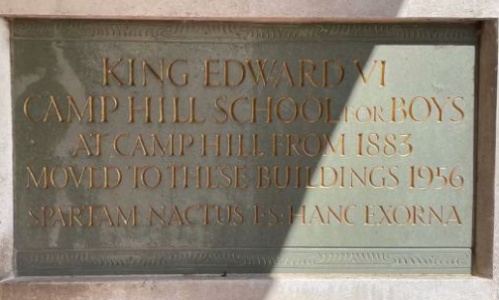 KING EDWARD VI
CAMP HILL SCHOOL FOR BOYS
AT CAMP HILL FROM 1883
MOVED TO THESE BUILDINGS 1956
SPARTAM NACTUS ES HANC EXORNA